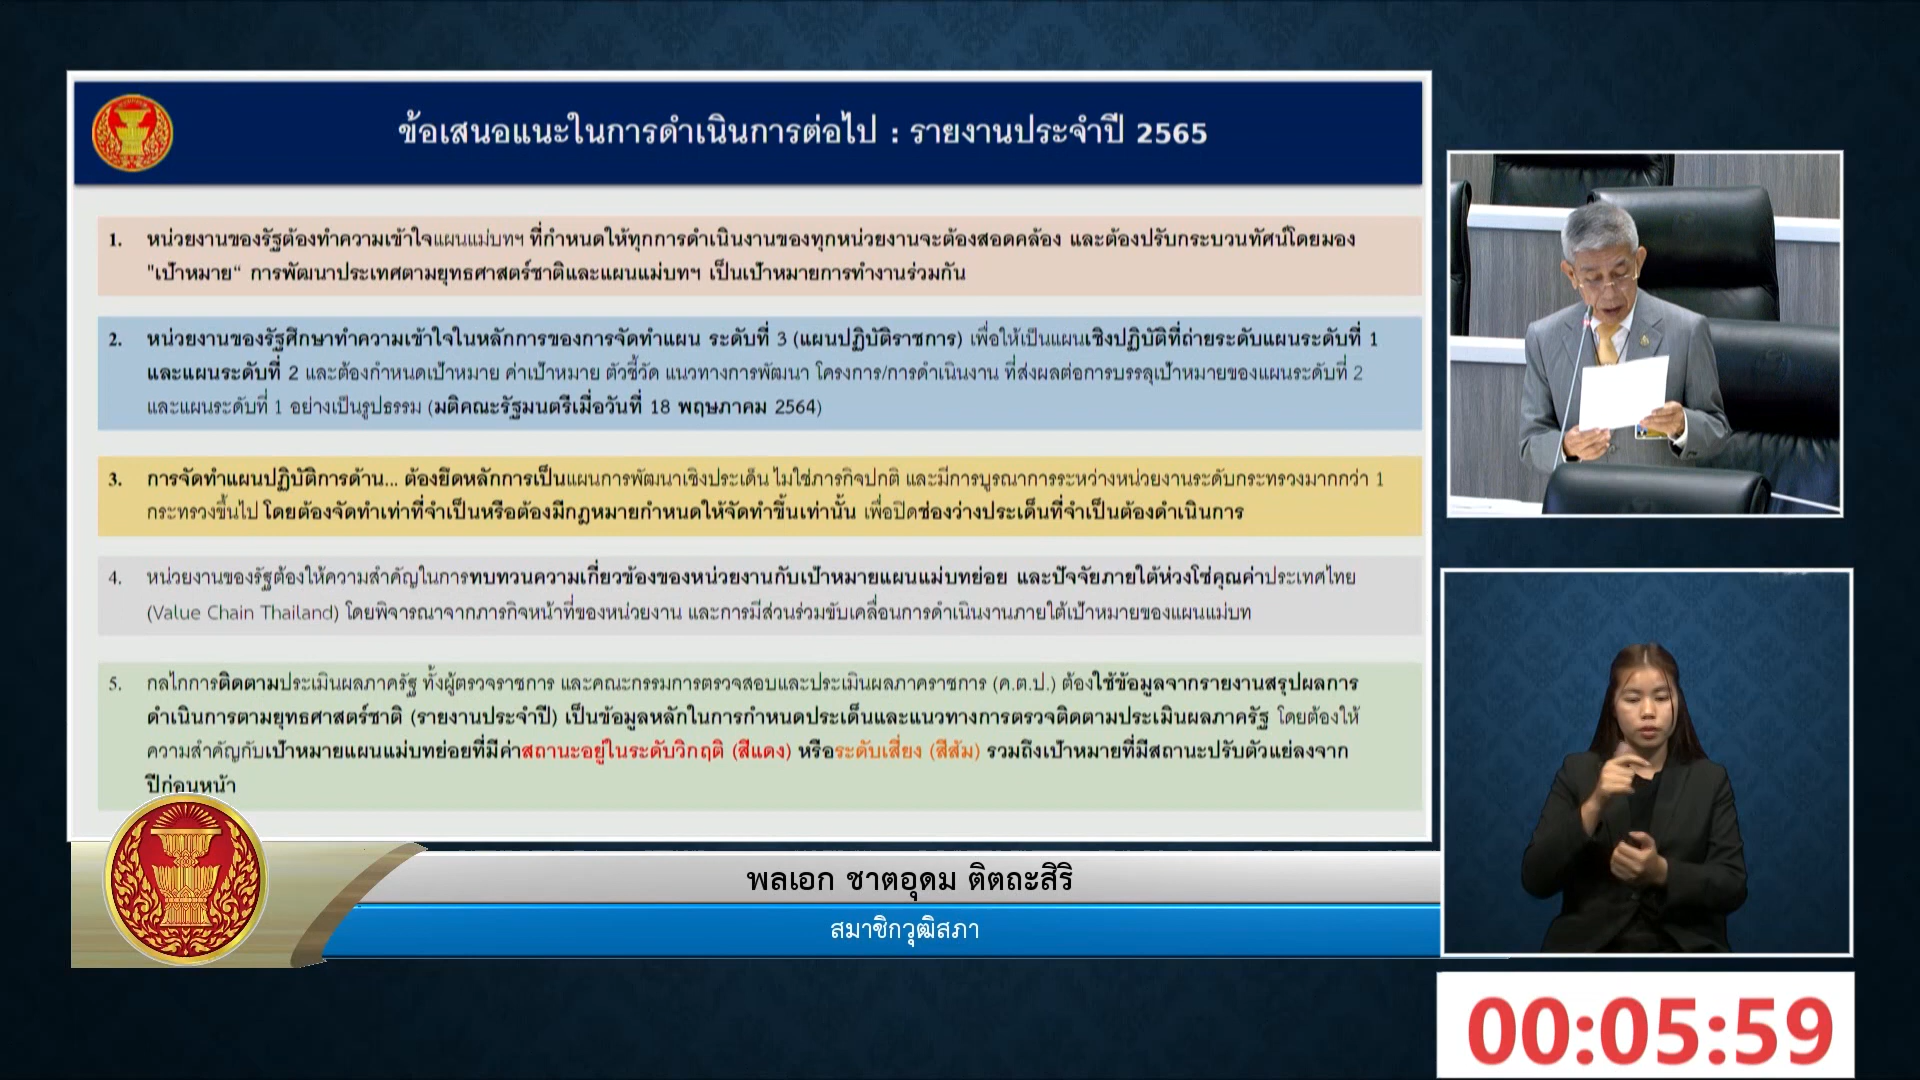 ข้อเสนอแนะในการดำเนินการต่อไป : รายงานประจำปี 2565
1. หน่วยงานของรัฐต้องทำความเข้าใจแผนแม่บทฯ ที่กำหนดให้ทุกการดำเนินงานของทุกหน่วยงานจะต้องสอดคล้อง และต้องปรับกระบวนทัศน์โดยมอง
"เป้าหมาย“ การพัฒนาประเทศตามยุทธศาสตร์ชาติและแผนแม่บทฯ เป็นเป้าหมายการทำงานร่วมกัน
2. หน่วยงานของรัฐศึกษาทำความเข้าใจในหลักการของการจัดทำแผน ระดับที่ 3 (แผนปฏิบัติราชการ) เพื่อให้เป็นแผนเชิงปฏิบัติที่ถ่ายระดับแผนระดับที่ 1
และแผนระดับที่ 2 และต้องกำหนดเป้าหมาย ค่าเป้าหมาย ตัวชี้วัด แนวทางการพัฒนา โครงการ/การดำเนินงาน ที่ส่งผลต่อการบรรลุเป้าหมายของแผนระดับที่ 2
และแผนระดับที่ 1 อย่างเป็นรูปธรรม (มติคณะรัฐมนตรีเมื่อวันที่ 18 พฤษภาคม 2564)
3. การจัดทำแผนปฏิบัติการด้าน... ต้องยึดหลักการเป็นแผนการพัฒนาเชิงประเด็น ไม่ใช่ภารกิจปกติ และมีการบูรณาการระหว่างหน่วยงานระดับกระทรวงมากกว่า 1
กระทรวงขึ้นไป โดยต้องจัดทำเท่าที่จำเป็นหรือต้องมีกฎหมายกำหนดให้จัดทำขึ้นเท่านั้น เพื่อปิดช่องว่างประเด็นที่จำเป็นต้องดำเนินการ
4. หน่วยงานของรัฐต้องให้ความสำคัญในการทบทวนความเกี่ยวข้องของหน่วยงานกับเป้าหมายแผนแม่บทย่อย และปัจจัยภายใต้ห่วงโซ่คุณค่าประเทศไทย
(Value Chain Thailand) โดยพิจารณาจากภารกิจหน้าที่ของหน่วยงาน และการมีส่วนร่วมขับเคลื่อนการดำเนินงานภายใต้เป้าหมายของแผนแม่บท
5. กลไกการติดตามประเมินผลภาครัฐ ทั้งผู้ตรวจราชการ และคณะกรรมการตรวจสอบและประเมินผลภาคราชการ (ค.ต.ป.) ต้องใช้ข้อมูลจากรายงานสรุปผลการ
ดำเนินการตามยุทธศาสตร์ชาติ (รายงานประจำปี) เป็นข้อมูลหลักในการกำหนดประเด็นและแนวทางการตรวจติดตามประเมินผลภาครัฐ โดยต้องให้
ความสำคัญกับเป้าหมายแผนแม่บทย่อยที่มีค่าสถานะอยู่ในระดับวิกฤติ (สีแดง) หรือระดับเสี่ยง (สีส้ม) รวมถึงเป้าหมายที่มีสถานะปรับตัวแย่ลงจาก
ปีก่อนหน้า
พลเอก ชาตอุดม ติตถะสิริ
สมาชิกวุฒิสภา
00:05:59